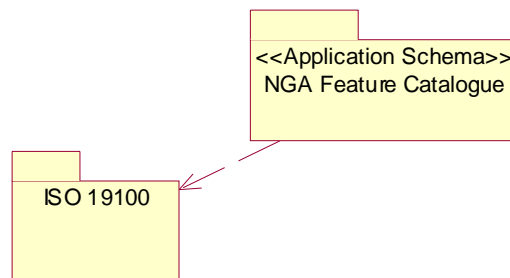 <<Application Schema>>
NGA Feature Catalogue
ISO 19100